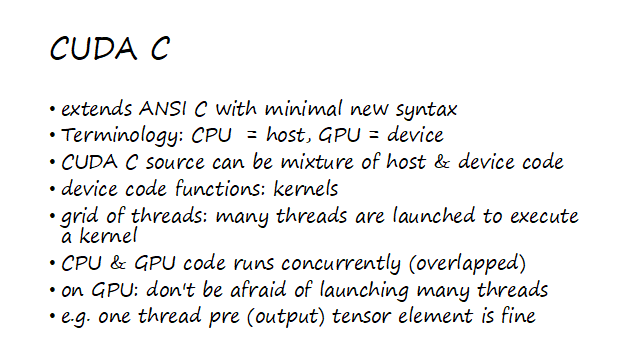 CUDA C
• extends ANSI C with minimal new syntax
• Terminology: CPU = host, GPU = device
• CUDA C source can be mixture of host & device code
• device code functions: kernels
• grid of threads: many threads are launched to execute
a kernel
• CPU & GPU code runs concurrently (overlapped)
• on GPU: don't be afraid of launching many threads
• e.g. one thread pre (output) tensor element is fine